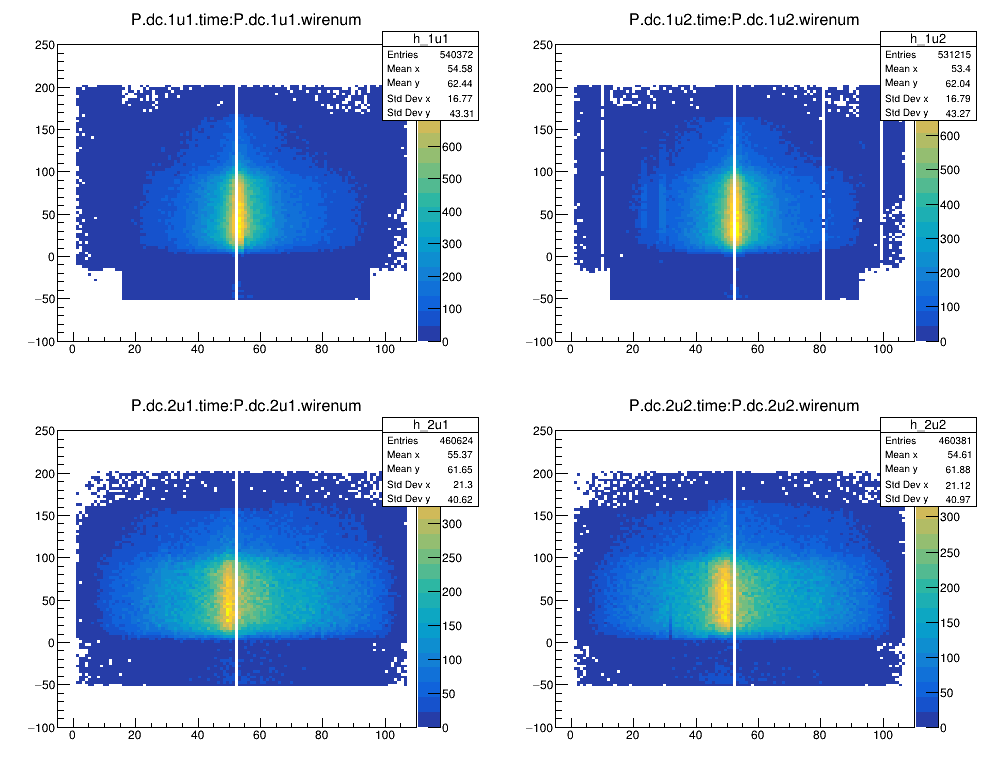 P.dc.1u1.time:P.dc.1u1.wirenum
h_1u1
Entries 540372
Mean x 54.58
Mean y 62.44
Std Dev x 16.77
Std Dev y 43.31
250
200
150
100
50
0
−50
−100
0 20 40 60 80 100
600
500
400
300
200
100
0
P.dc.1u2.time:P.dc.1u2.wirenum
h_1u2
Entries 531215
Mean x 53.4
Mean y 62.04
Std Dev x 16.79
Std Dev y 43.27
250
200
150
100
50
0
−50
−100
0 20 40 60 80 100
600
500
400
300
200
100
0
P.dc.2u1.time:P.dc.2u1.wirenum
h_2u1
Entries 460624
Mean x 55.37
Mean y 61.65
Std Dev x 21.3
Std Dev y 40.62
250
200
150
100
50
0
−50
−100
0 20 40 60 80 100
300
250
200
150
100
50
0
P.dc.2u2.time:P.dc.2u2.wirenum
h_2u2
Entries 460381
Mean x 54.61
Mean y 61.88
Std Dev x 21.12
Std Dev y 40.97
250
200
150
100
50
0
−50
−100
0 20 40 60 80 100
300
250
200
150
100
50
0